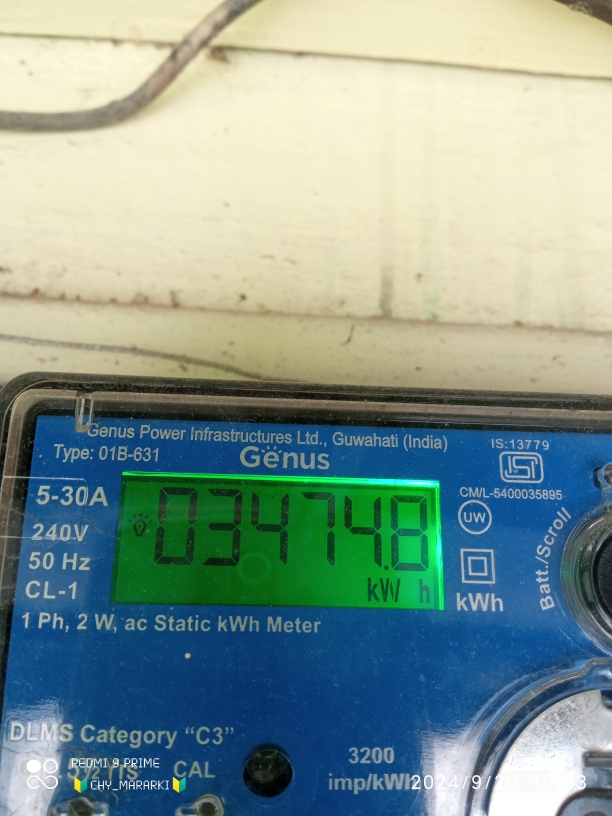 Genus Power Infrastructures Ltd., Guwahati (India)
IS:13779
Type: 01B-631
Genus
CM/L-5400035895
5-30A
03474.8
UW
240V
50 Hz
kW h
Batt./Scroll
CL-1
kWh
1 Ph, 2 W, ac Static kWh Meter
DLMS Category “C3”
REDMI 9 PRIME
CAL
3200
CHY_MARARKI
imp/kWh
2024/9/20